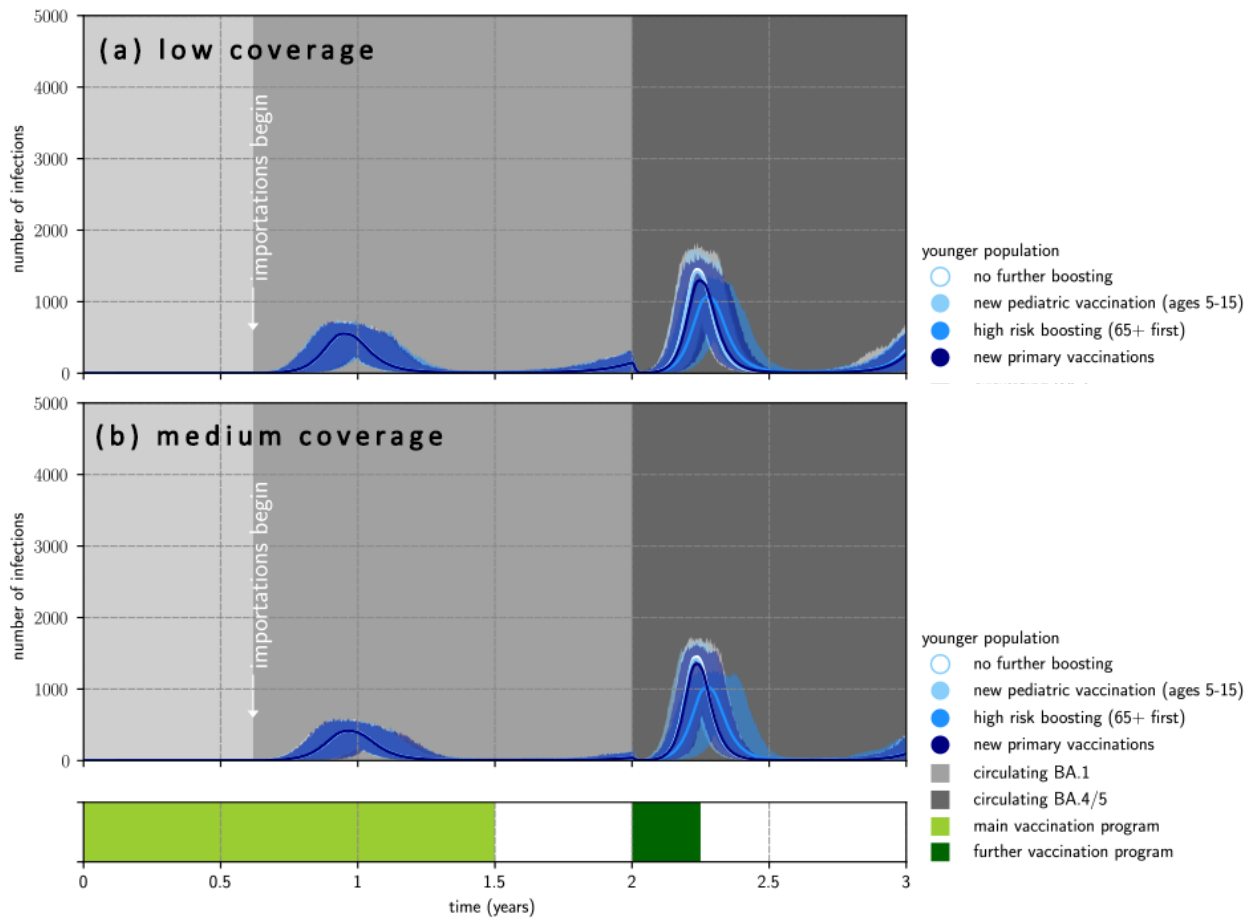 5000
(a) low coverage
4000
3000
2000
1000
0
number of infections
importations begin
younger population
no further boosting
new pediatric vaccination (ages 5-15)
high risk boosting (65+ first)
new primary vaccinations
5000
(b) medium coverage
4000
3000
2000
1000
0
number of infections
importations begin
younger population
no further boosting
new pediatric vaccination (ages 5-15)
high risk boosting (65+ first)
new primary vaccinations
circulating BA.1
circulating BA.4/5
main vaccination program
further vaccination program
0 0.5 1 1.5 2 2.5 3
time (years)